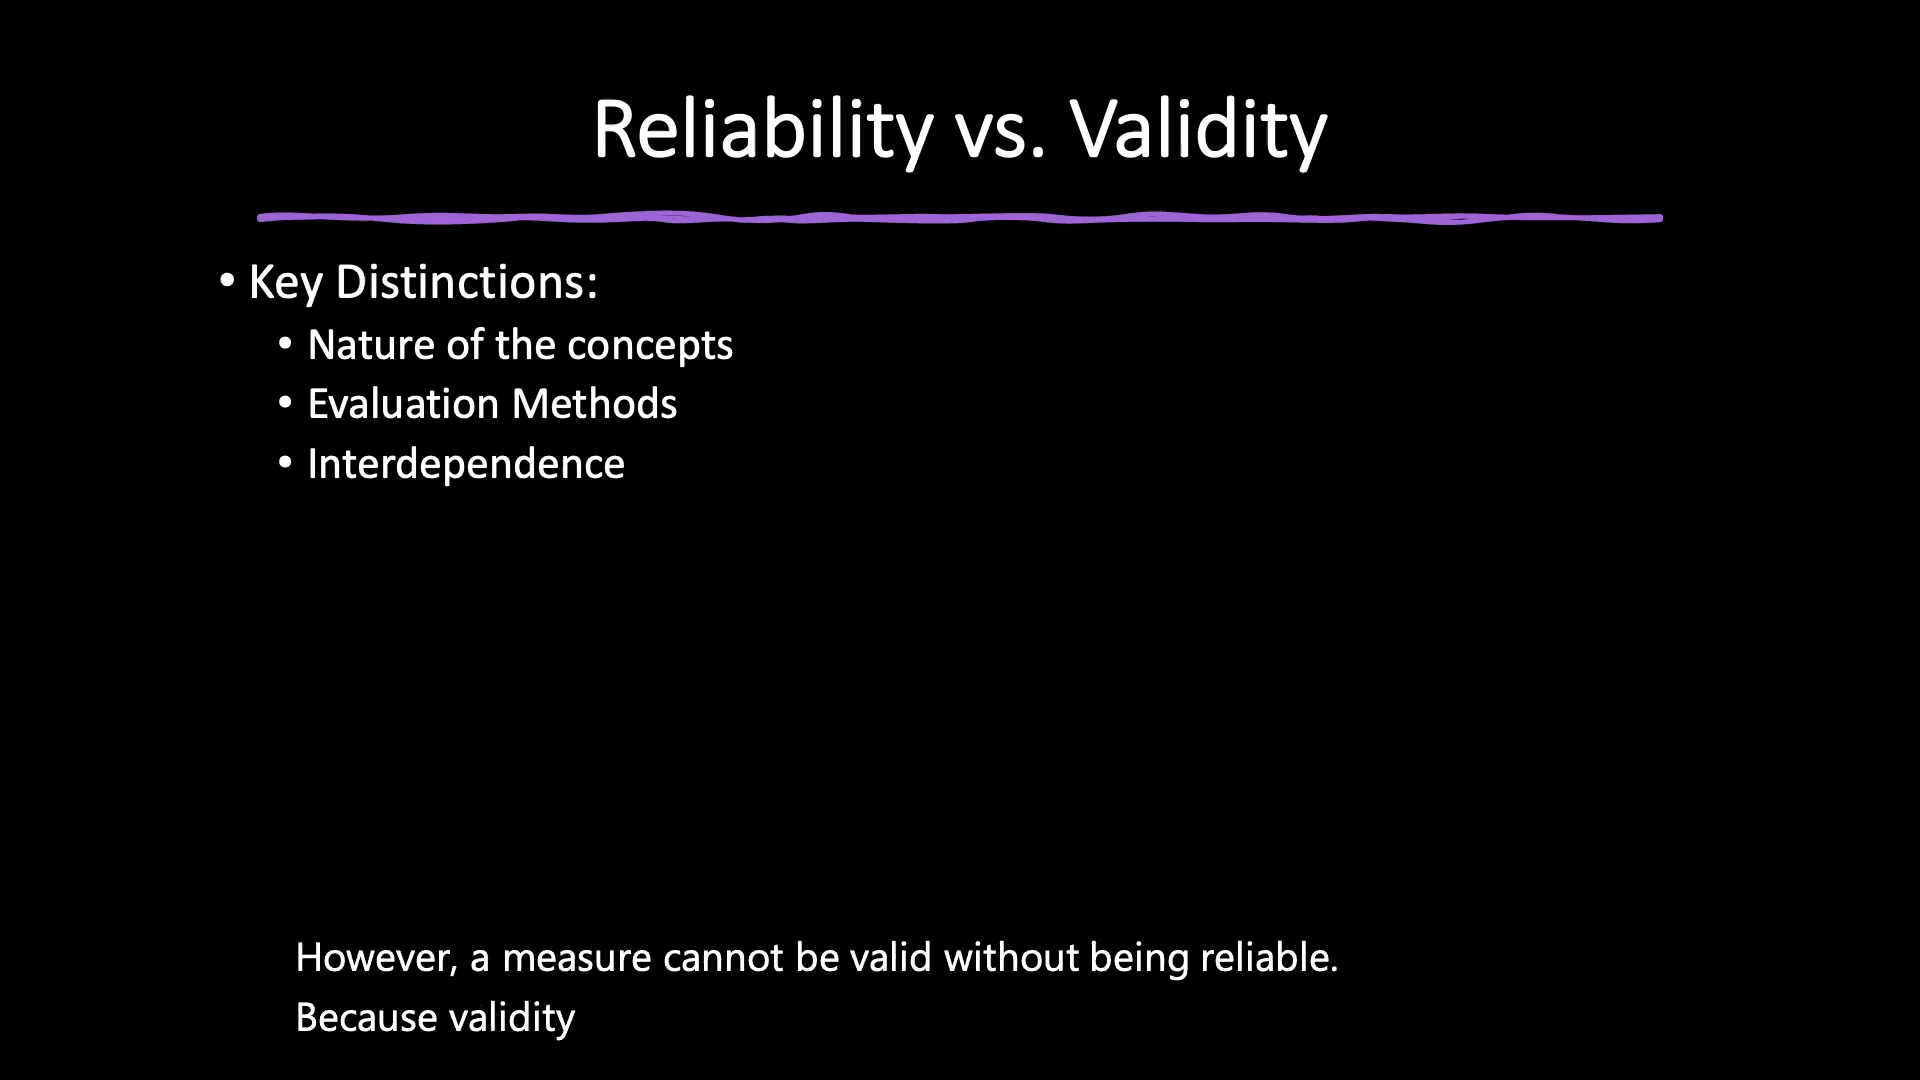 Reliability vs. Validity
• Key Distinctions:
• Nature of the concepts
• Evaluation Methods
• Interdependence
However, a measure cannot be valid without being reliable.
Because validity